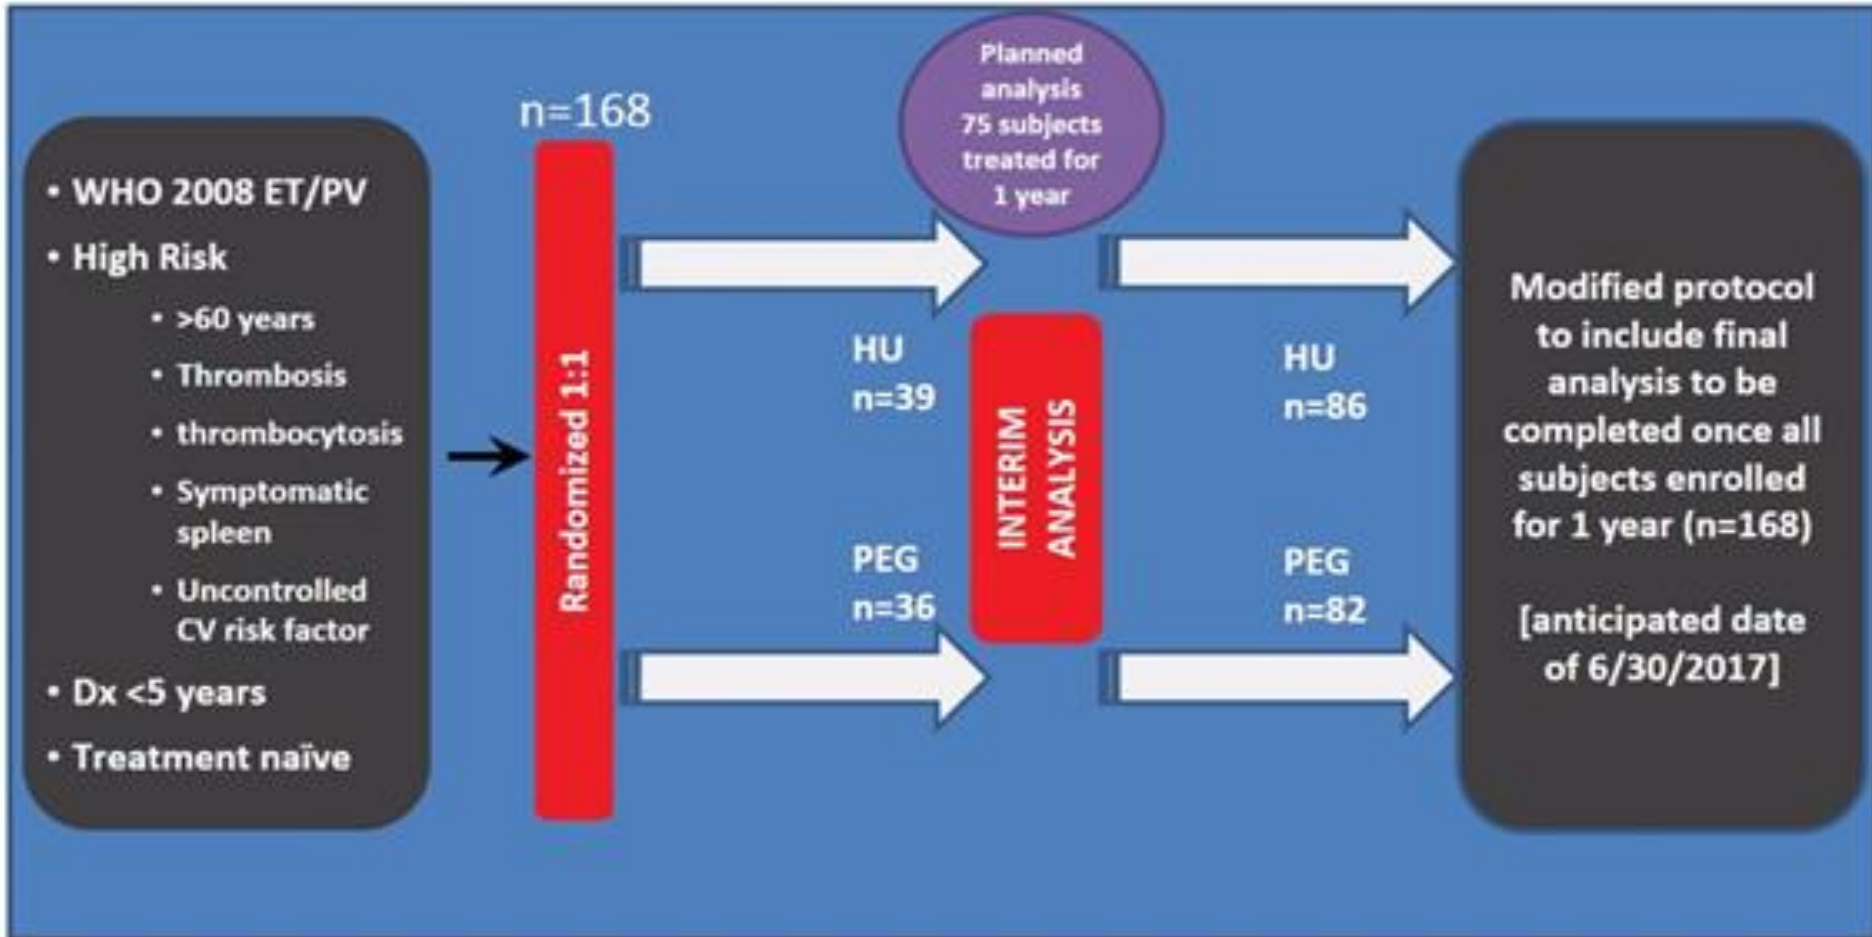 • WHO 2008 ET/PV
• High Risk
• >60 years
• Thrombosis
• thrombocytosis
• Symptomatic
spleen
• Uncontrolled
CV risk factor
• Dx <5 years
• Treatment naïve
n=168
Randomized 1:1
Planned
analysis
75 subjects
treated for
1 year
HU
n=39
PEG
n=36
INTERIM
ANALYSIS
HU
n=86
PEG
n=82
Modified protocol
to include final
analysis to be
completed once all
subjects enrolled
for 1 year (n=168)
[anticipated date
of 6/30/2017]